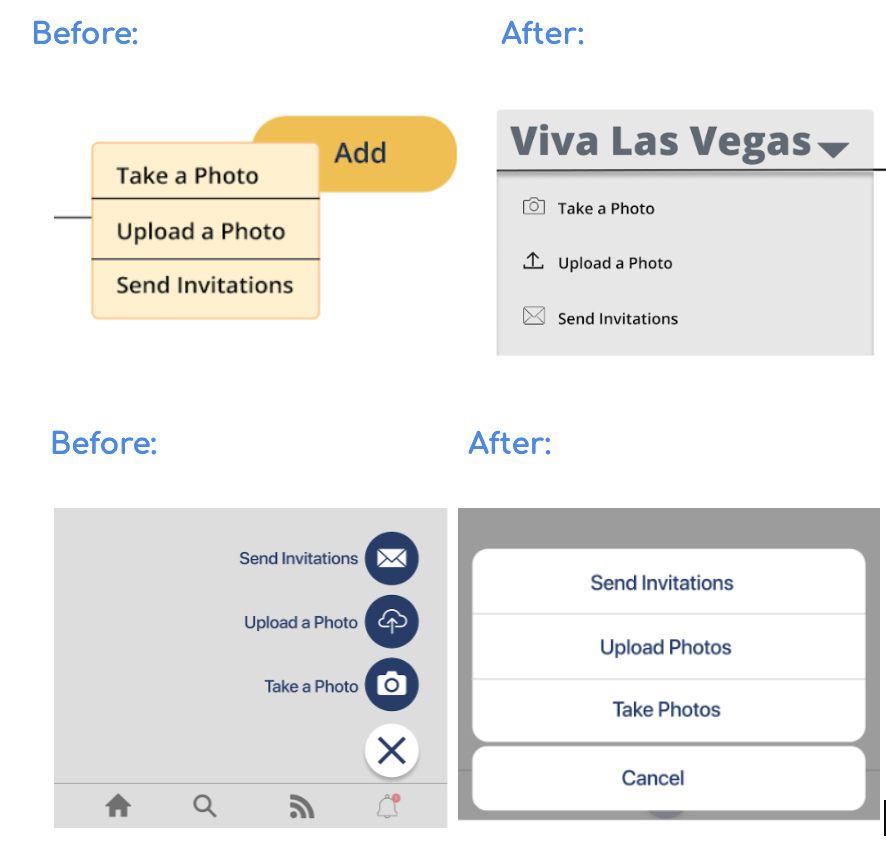 Before:
After:
Add
Take a Photo
Upload a Photo
Send Invitations
Viva Las Vegas
Take a Photo
Upload a Photo
Send Invitations
Before:
After:
Send Invitations
Upload a Photo
Take a Photo
Send Invitations
Upload Photos
Take Photos
Cancel